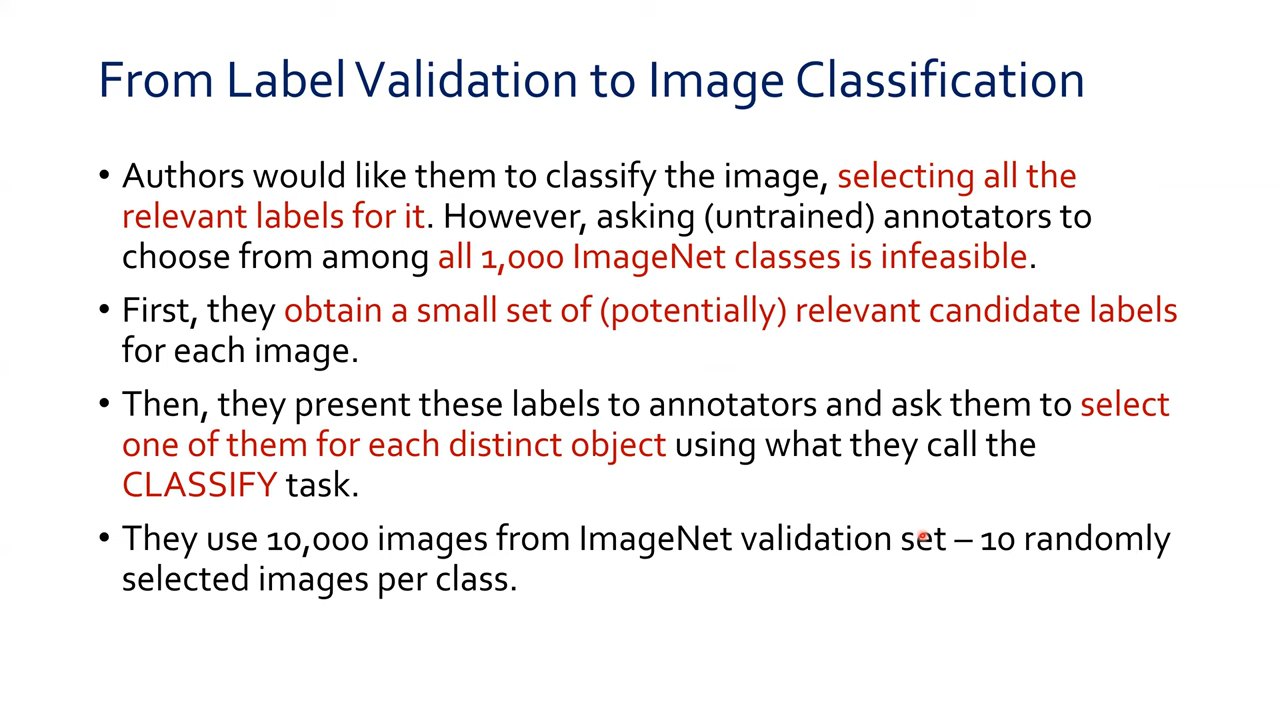 From Label Validation to Image Classification
• Authors would like them to classify the image, selecting all the
relevant labels for it. However, asking (untrained) annotators to
choose from among all 1,000 ImageNet classes is infeasible.
• First, they obtain a small set of (potentially) relevant candidate labels
for each image.
• Then, they present these labels to annotators and ask them to select
one of them for each distinct object using what they call the
CLASSIFY task.
• They use 10,000 images from ImageNet validation set – 10 randomly
selected images per class.